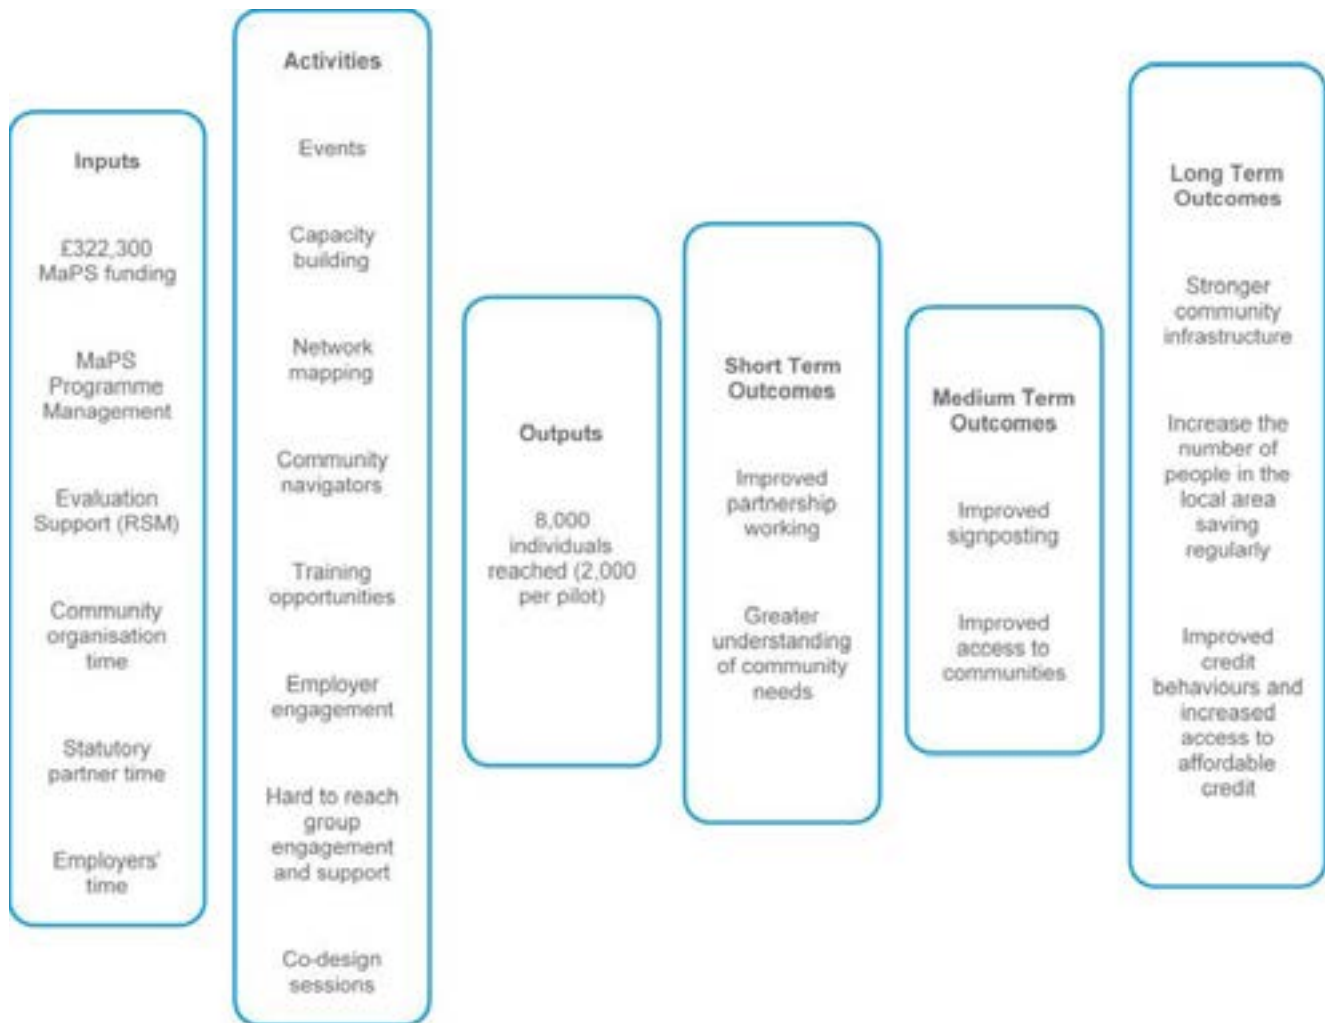 Inputs
£322,300
MaPS funding
MaPS
Programme
Management
Evaluation
Support (RSM)
Community
organisation
time
Statutory
partner time
Employers'
time
Activities
Events
Capacity
building
Network
mapping
Community
navigators
Training
opportunities
Employer
engagement
Hard to reach
group
engagement
and support
Co-design
sessions
Outputs
8,000
individuals
reached (2,000
per pilot)
Short Term
Outcomes
Improved
partnership
working
Greater
understanding
of community
needs
Medium Term
Outcomes
Improved
signposting
Improved
access to
communities
Long Term
Outcomes
Stronger
community
infrastructure
Increase the
number of
people in the
local area
saving
regularly
Improved
credit
behaviours and
increased
access to
affordable
credit